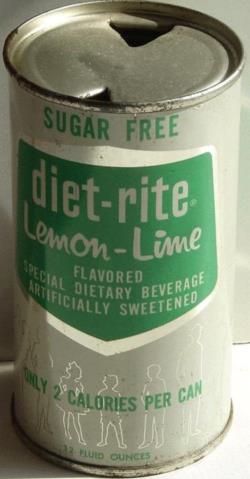 SUGAR FREE
diet-rite®
Lemon-Lime
FLAVORED
SPECIAL DIETARY BEVERAGE
ARTIFICIALLY SWEETENED
ONLY 2 CALORIES PER CAN
12 FLUID OUNCES